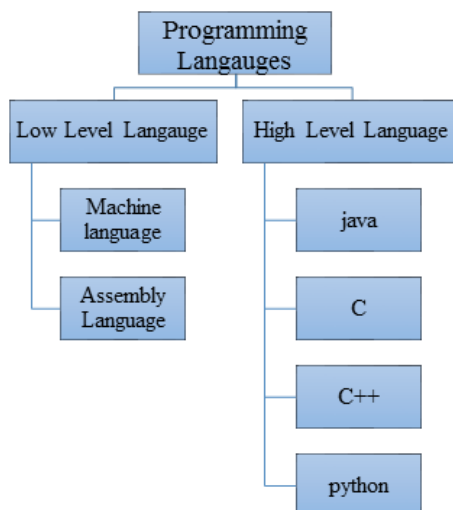 Programming
Langauges
Low Level Langauge
High Level Language
Machine
language
Assembly
Language
java
C
C++
python